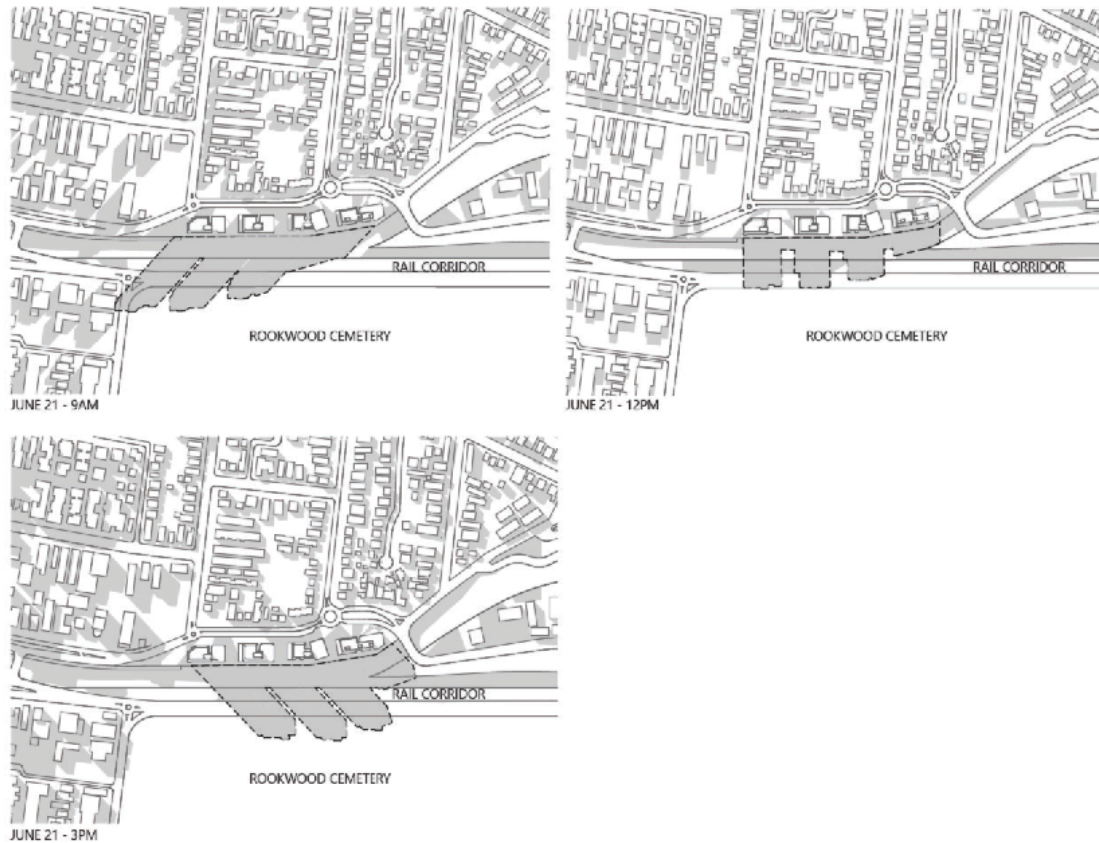 RAIL CORRIDOR
ROOKWOOD CEMETERY
JUNE 21 - 9AM
RAIL CORRIDOR
ROOKWOOD CEMETERY
JUNE 21 - 12PM
RAIL CORRIDOR
ROOKWOOD CEMETERY
JUNE 21 - 3PM